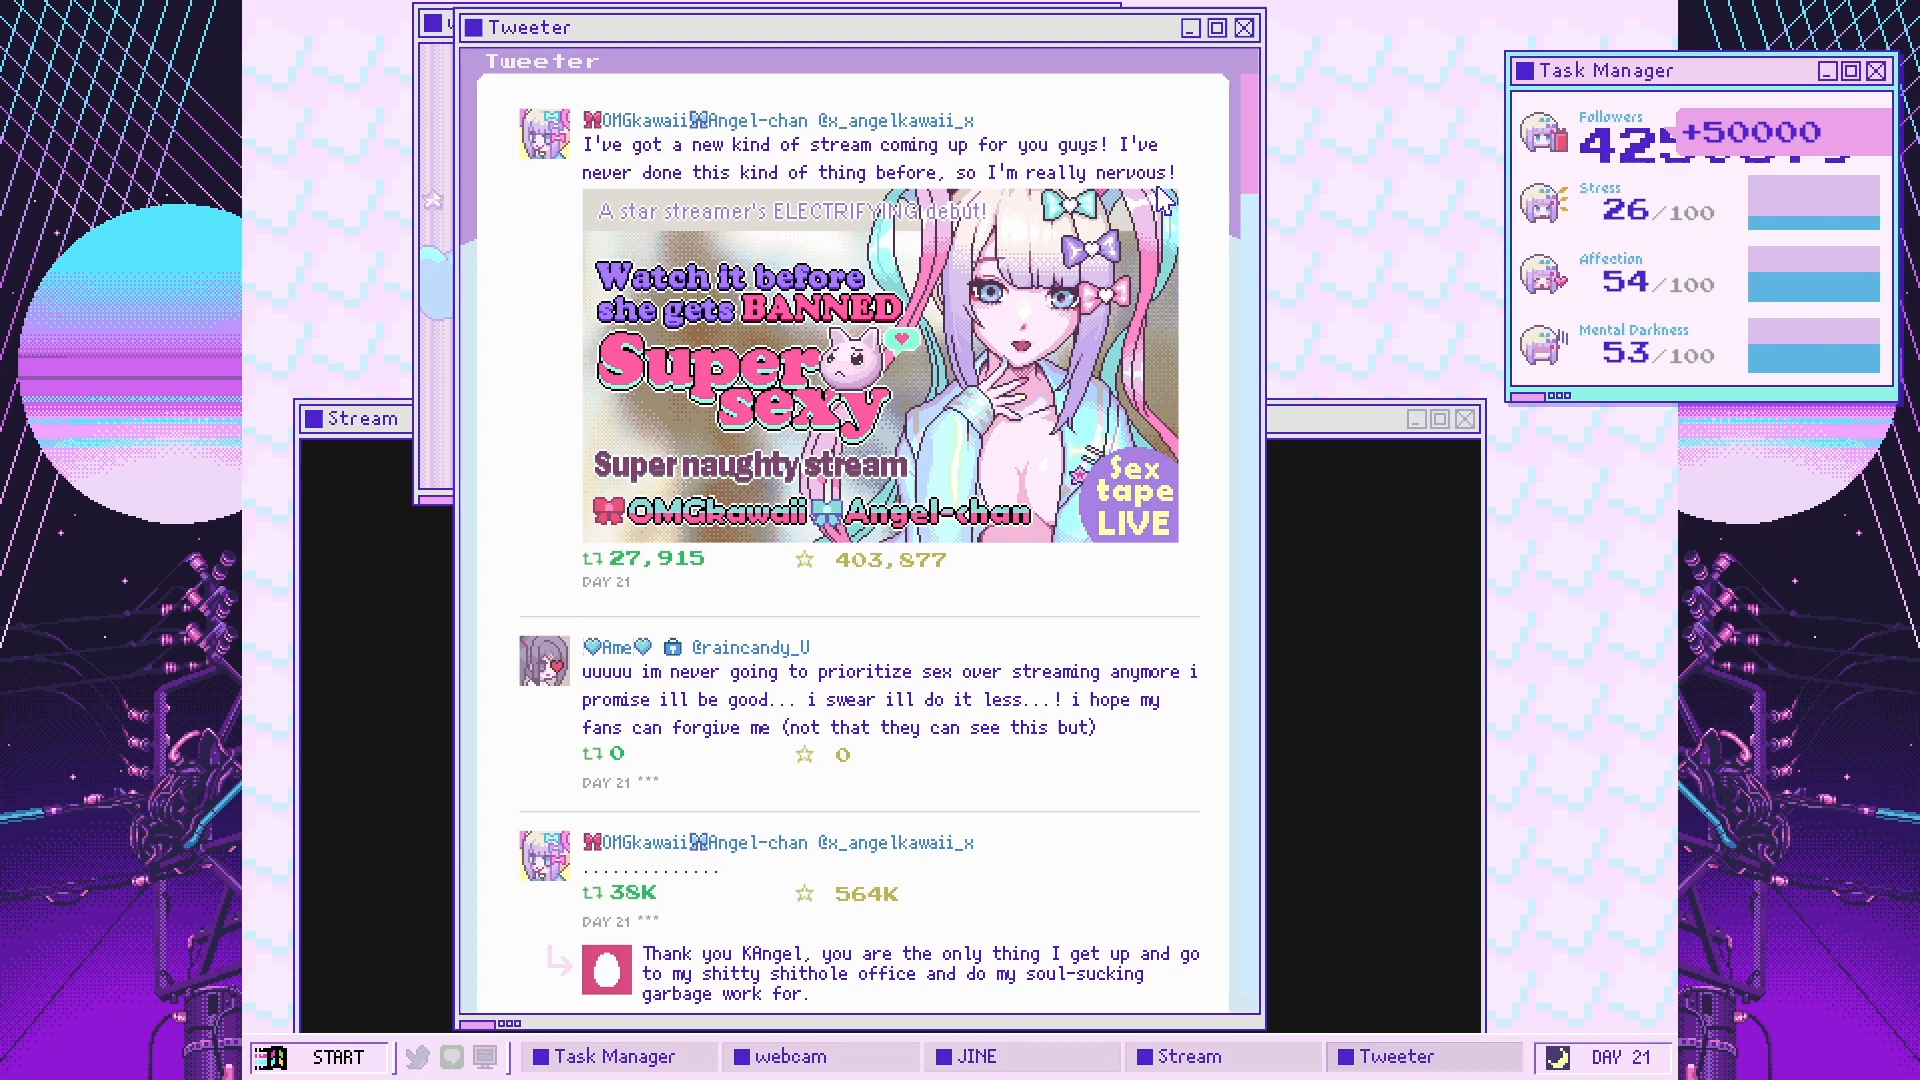 Tweeter
Tweeter
OMGkawaii Angel-chan @x_angelkawaii_x
I've got a new kind of stream coming up for you guys! I've
never done this kind of thing before, so I'm really nervous!
A star streamer's ELECTRIFYING debut!
Watch it before
she gets BANNED
Super
sexy
Super naughty stream
OMGkawaii Angel-chan
Sex
tape
LIVE
27,915 403,877
DAY 21
Ame @raincandy_U
uuuuu im never going to prioritize sex over streaming anymore i
promise ill be good... i swear ill do it less...! i hope my
fans can forgive me (not that they can see this but)
0 0
DAY 21 ***
OMGkawaii Angel-chan @x_angelkawaii_x
..............
38K 564K
DAY 21 ***
Thank you KAngel, you are the only thing I get up and go
to my shitty shithole office and do my soul-sucking
garbage work for.
Stream
Task Manager
Followers
+50000
Stress
26/100
Affection
54/100
Mental Darkness
53/100
START
Task Manager
webcam
JINE
Stream
Tweeter
DAY 21